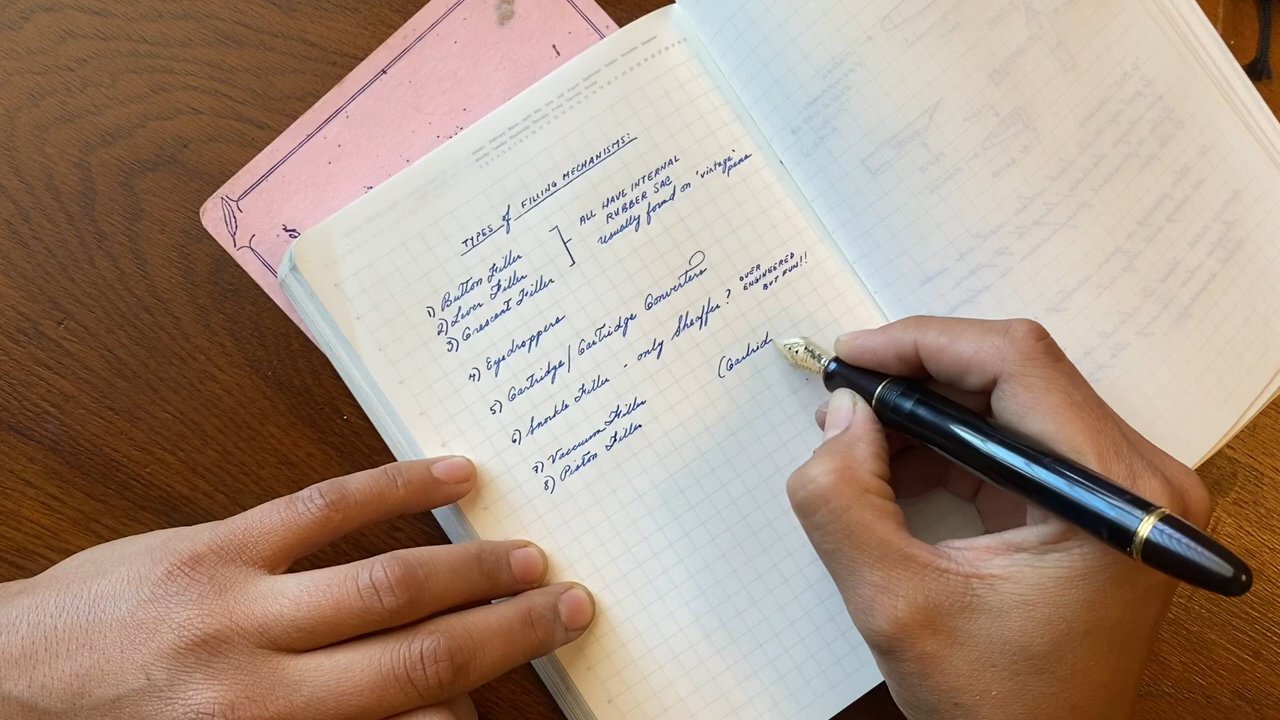 TYPES of FILLING MECHANISMS:
1) Button Filler
2) Lever Filler
3) Crescent Filler
ALL HAVE INTERNAL
RUBBER SAC
usually found on 'vintage'
pens
4) Eyedroppers
5) Cartridge / Cartridge Converters
6) Snorkle Filler - only Sheaffer?
OVER
ENGINEERED
BUT FUN!!
(Cartrid
7) Vaccuum Filler
8) Piston Filler